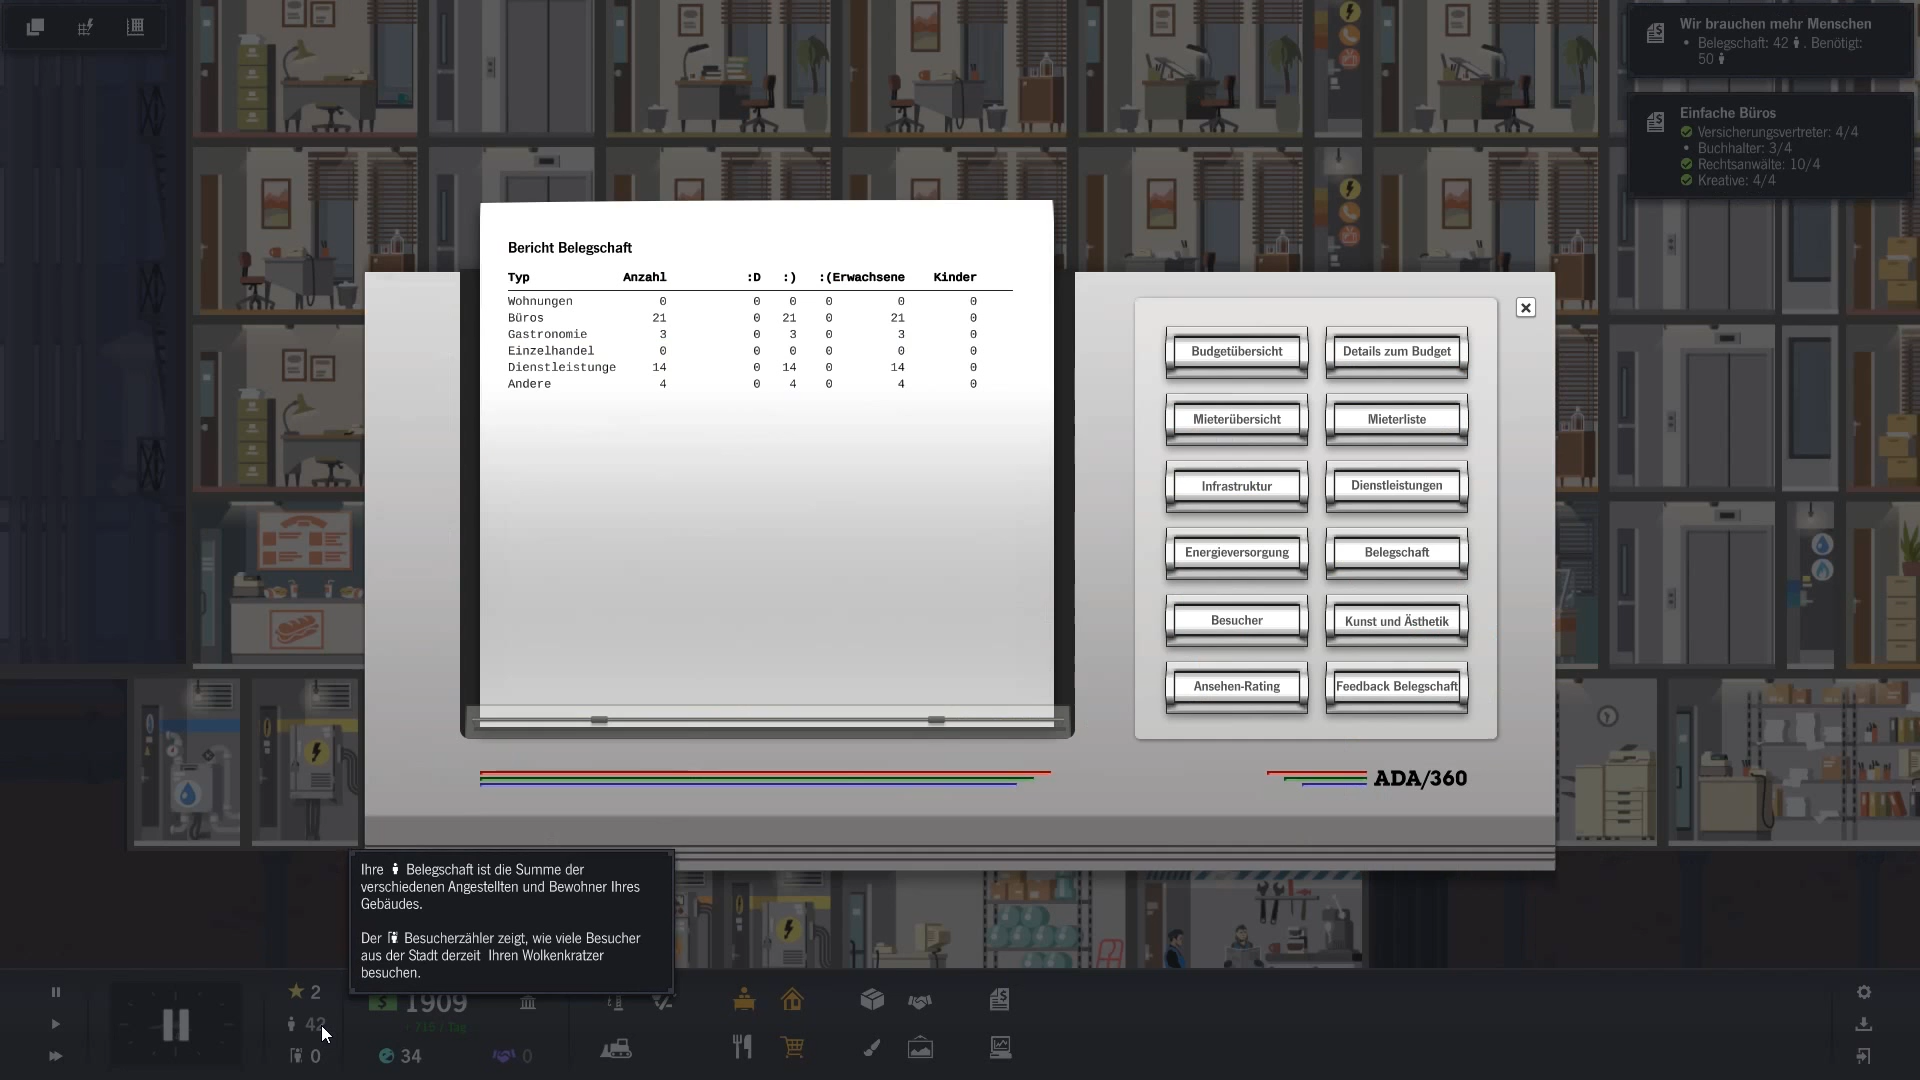 Wir brauchen mehr Menschen
• Belegschaft: 42 . Benötigt:
50
Einfache Büros
Versicherungsvertreter: 4/4
• Buchhalter: 3/4
Rechtsanwälte: 10/4
Kreative: 4/4
Bericht Belegschaft
Typ Anzahl :D :) :(Erwachsene Kinder
Wohnungen 0 0 0 0 0 0
Büros 21 0 21 0 21 0
Gastronomie 3 0 3 0 3 0
Einzelhandel 0 0 0 0 0 0
Dienstleistunge 14 0 14 0 14 0
Andere 4 0 4 0 4 0
Budgetübersicht Details zum Budget
Mieterübersicht Mieterliste
Infrastruktur Dienstleistungen
Energieversorgung Belegschaft
Besucher Kunst und Ästhetik
Ansehen-Rating Feedback Belegschaft
ADA/360
Ihre Belegschaft ist die Summe der
verschiedenen Angestellten und Bewohner Ihres
Gebäudes.
Der Besucherzähler zeigt, wie viele Besucher
aus der Stadt derzeit Ihren Wolkenkratzer
besuchen.
2
42
0
1909
+ 715 / Tag
34
0